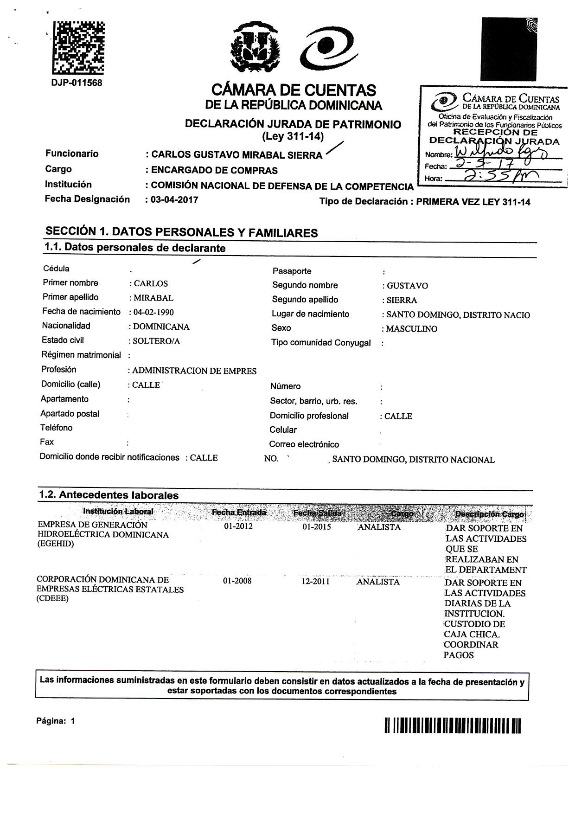 DJP-011568
CÁMARA DE CUENTAS
DE LA REPÚBLICA DOMINICANA
DECLARACIÓN JURADA DE PATRIMONIO
(Ley 311-14)
CÁMARA DE CUENTAS
DE LA REPÚBLICA DOMINICANA
Oficina de Evaluación y Fiscalización
del Patrimonio de los Funcionarios Públicos
RECEPCIÓN DE
DECLARACIÓN JURADA
Nombre: Wilfrido
Fecha: 2-5-17
Hora: 2:55 pm
Funcionario : CARLOS GUSTAVO MIRABAL SIERRA
Cargo : ENCARGADO DE COMPRAS
Institución : COMISIÓN NACIONAL DE DEFENSA DE LA COMPETENCIA
Fecha Designación : 03-04-2017 Tipo de Declaración : PRIMERA VEZ LEY 311-14
SECCIÓN 1. DATOS PERSONALES Y FAMILIARES
1.1. Datos personales de declarante
Cédula : Pasaporte :
Primer nombre : CARLOS Segundo nombre : GUSTAVO
Primer apellido : MIRABAL Segundo apellido : SIERRA
Fecha de nacimiento : 04-02-1990 Lugar de nacimiento : SANTO DOMINGO, DISTRITO NACIO
Nacionalidad : DOMINICANA Sexo : MASCULINO
Estado civil : SOLTERO/A Tipo comunidad Conyugal :
Régimen matrimonial :
Profesión : ADMINISTRACION DE EMPRES
Domicilio (calle) : CALLE Número :
Apartamento : Sector, barrio, urb. res. :
Apartado postal : Domicilio profesional : CALLE
Teléfono Celular
Fax : Correo electrónico
Domicilio donde recibir notificaciones : CALLE NO. , SANTO DOMINGO, DISTRITO NACIONAL
1.2. Antecedentes laborales
Institución Laboral Fecha Entrada Fecha Salida Cargo Descripción Cargo
EMPRESA DE GENERACIÓN 01-2012 01-2015 ANALISTA DAR SOPORTE EN
HIDROELÉCTRICA DOMINICANA LAS ACTIVIDADES
(EGEHID) QUE SE
REALIZABAN EN
EL DEPARTAMENT
CORPORACIÓN DOMINICANA DE 01-2008 12-2011 ANALISTA DAR SOPORTE EN
EMPRESAS ELÉCTRICAS ESTATALES LAS ACTIVIDADES
(CDEEE) DIARIAS DE LA
INSTITUCION.
CUSTODIO DE
CAJA CHICA.
COORDINAR
PAGOS
Las informaciones suministradas en este formulario deben consistir en datos actualizados a la fecha de presentación y
estar soportadas con los documentos correspondientes
Página: 1